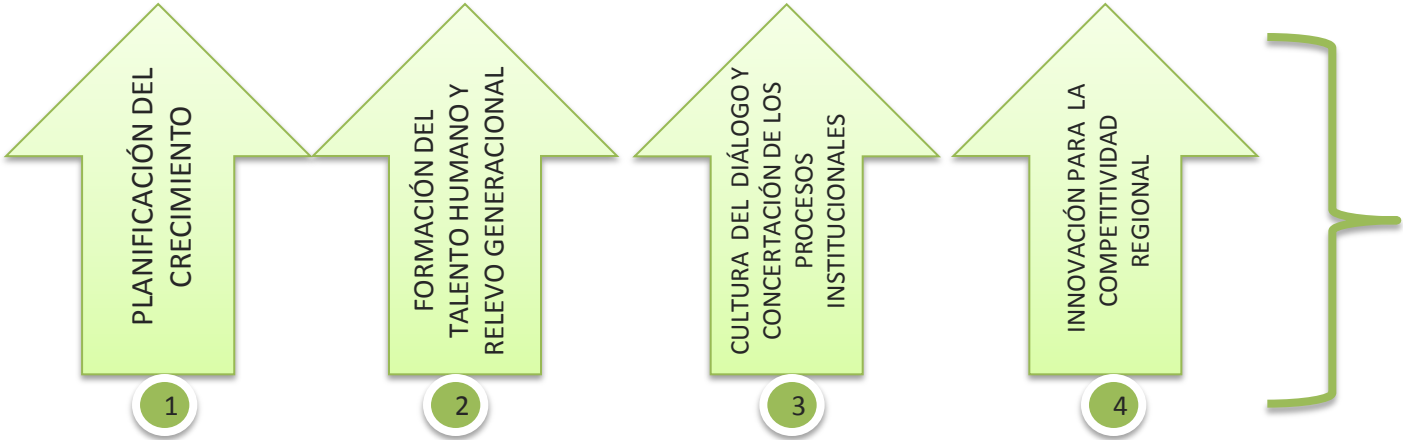 PLANIFICACIÓN DEL
CRECIMIENTO
1
FORMACIÓN DEL
TALENTO HUMANO Y
RELEVO GENERACIONAL
2
CULTURA DEL DIÁLOGO Y
CONCERTACIÓN DE LOS
PROCESOS
INSTITUCIONALES
3
INNOVACIÓN PARA LA
COMPETITIVIDAD
REGIONAL
4